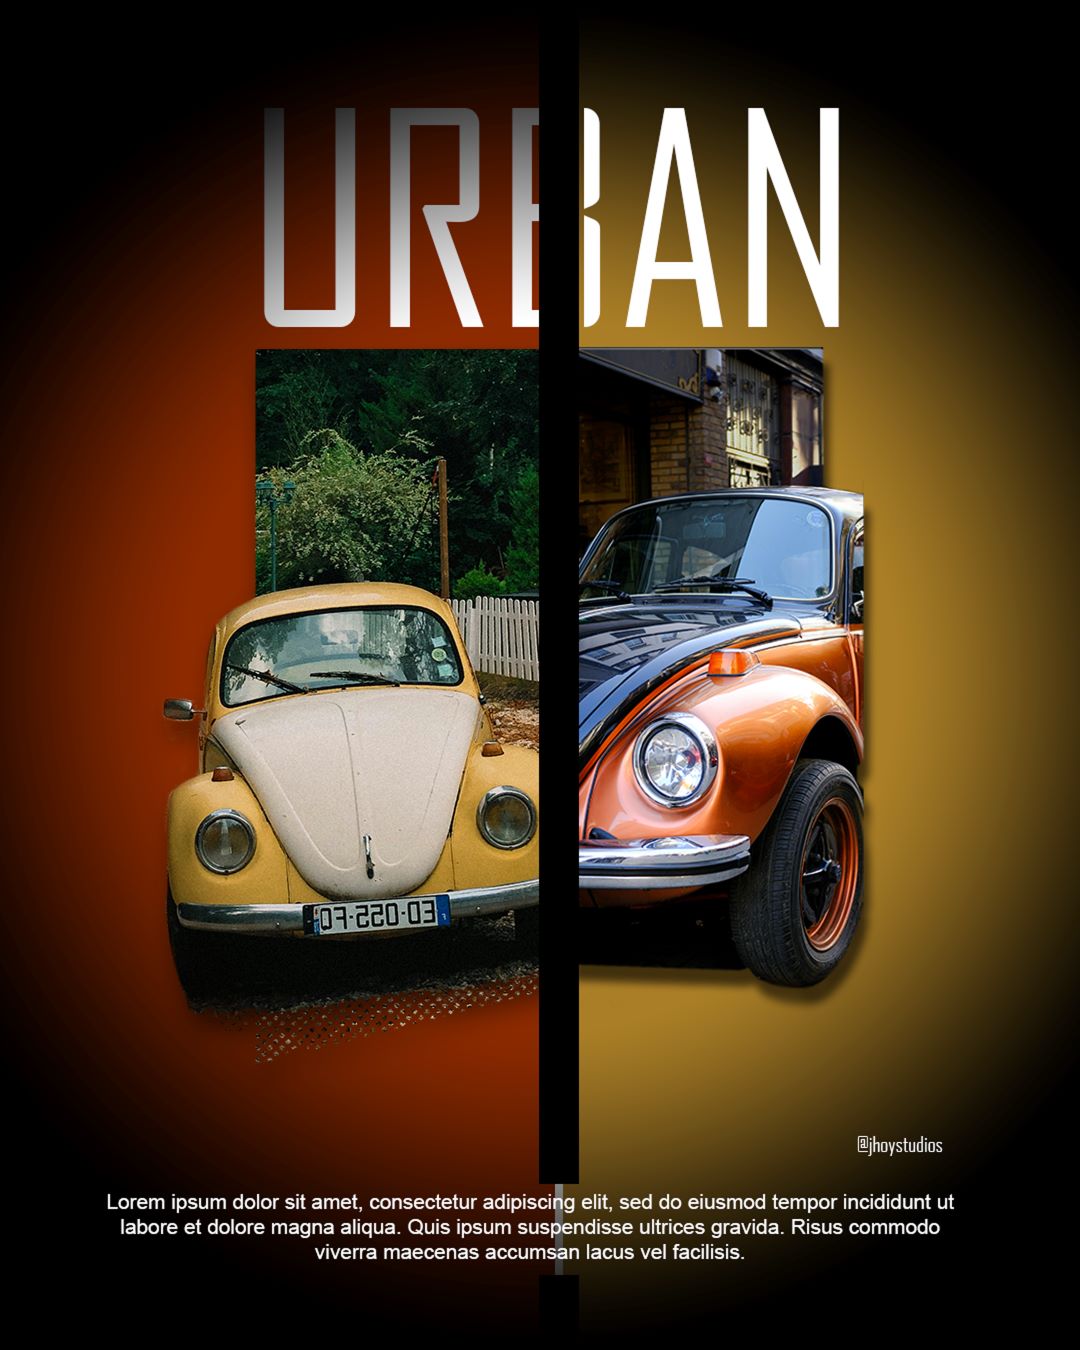 URBAN
@jhoystudios
Lorem ipsum dolor sit amet, consectetur adipiscing elit, sed do eiusmod tempor incididunt ut
labore et dolore magna aliqua. Quis ipsum suspendisse ultrices gravida. Risus commodo
viverra maecenas accumsan lacus vel facilisis.